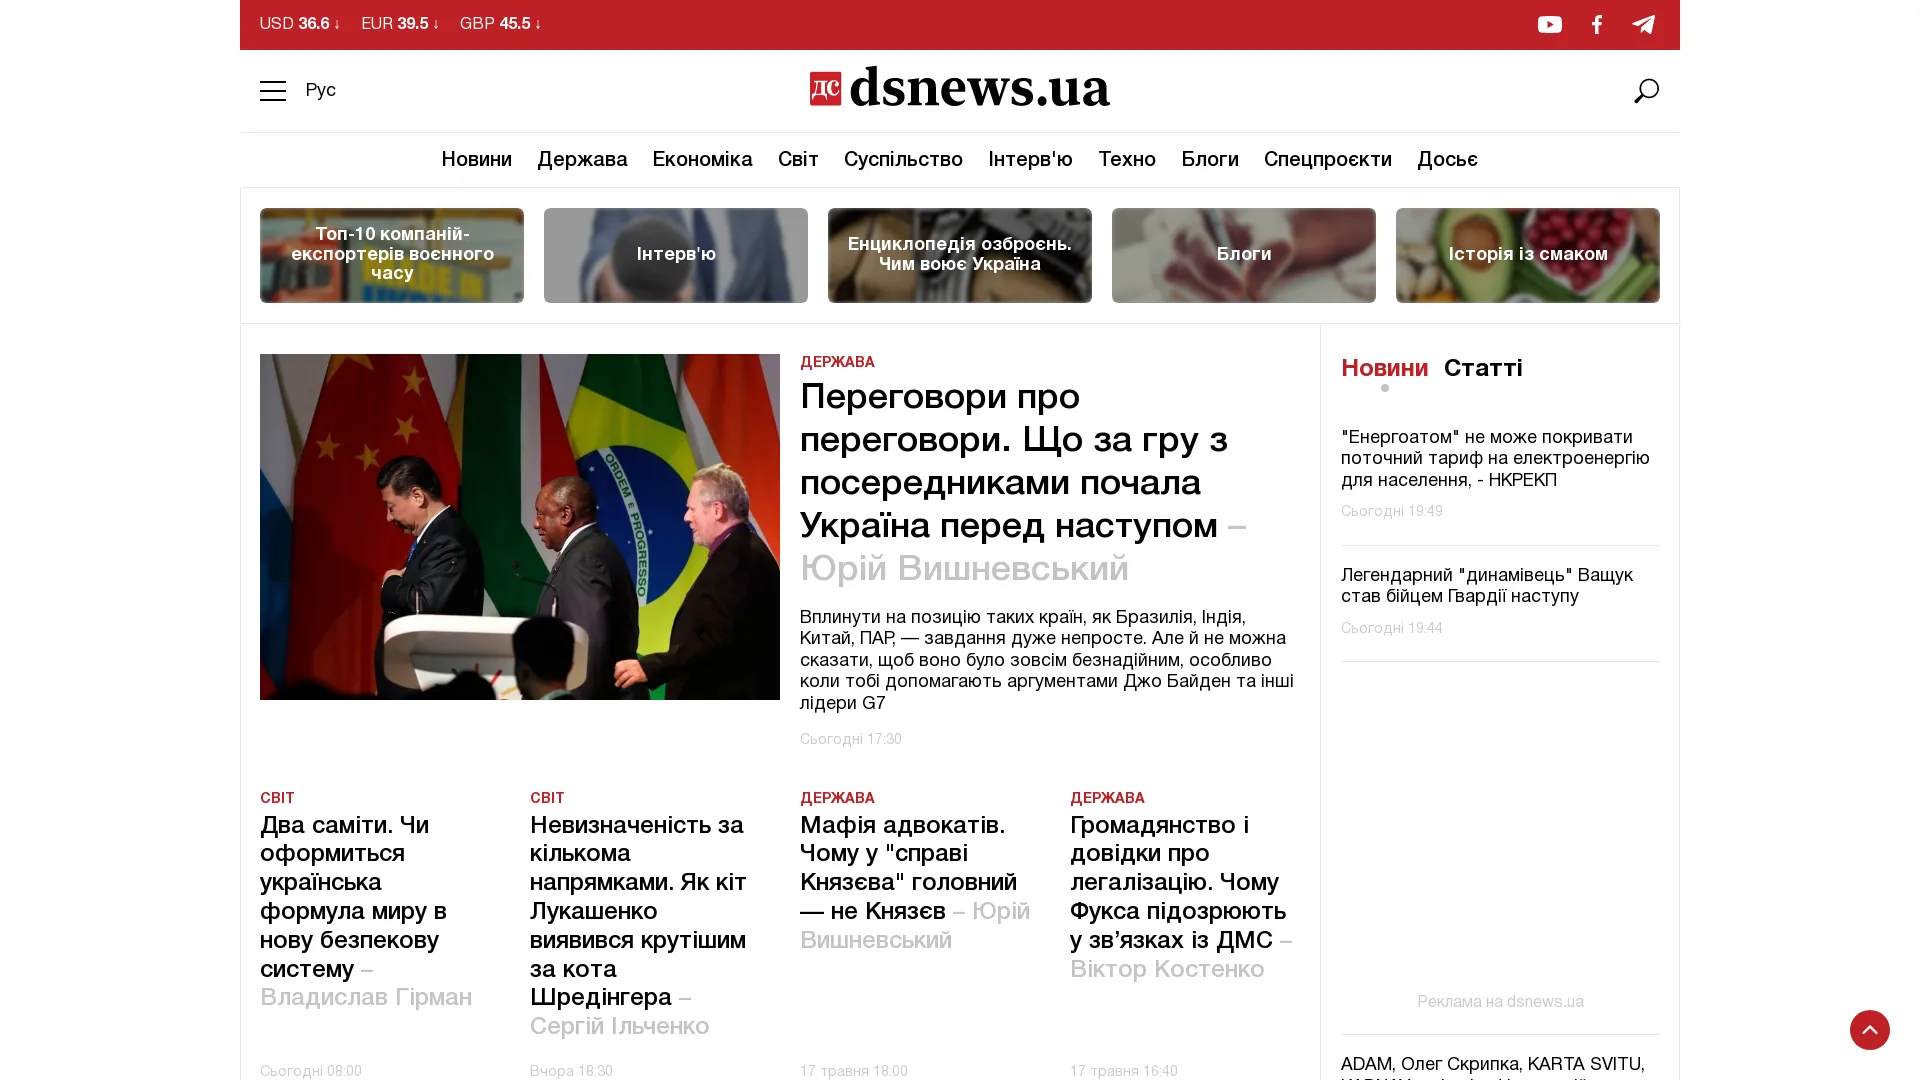 USD 36.6 ↓ EUR 39.5 ↓ GBP 45.5 ↓
Рус
ДС dsnews.ua
Новини Держава Економіка Світ Суспільство Інтерв'ю Техно Блоги Спецпроєкти Досьє
Топ-10 компаній-
експортерів воєнного
часу
Інтерв'ю
Енциклопедія озброєнь.
Чим воює Україна
Блоги
Історія із смаком
ORDEM E PROGRESSO
ДЕРЖАВА
Переговори про
переговори. Що за гру з
посередниками почала
Україна перед наступом –
Юрій Вишневський
Вплинути на позицію таких країн, як Бразилія, Індія,
Китай, ПАР, — завдання дуже непросте. Але й не можна
сказати, щоб воно було зовсім безнадійним, особливо
коли тобі допомагають аргументами Джо Байден та інші
лідери G7
Сьогодні 17:30
СВІТ
Два саміти. Чи
оформиться
українська
формула миру в
нову безпекову
систему –
Владислав Гірман
Сьогодні 08:00
СВІТ
Невизначеність за
кількома
напрямками. Як кіт
Лукашенко
виявився крутішим
за кота
Шредінгера –
Сергій Ільченко
Вчора 18:30
ДЕРЖАВА
Мафія адвокатів.
Чому у "справі
Князєва" головний
— не Князєв – Юрій
Вишневський
17 травня 18:00
ДЕРЖАВА
Громадянство і
довідки про
легалізацію. Чому
Фукса підозрюють
у зв’язках із ДМС –
Віктор Костенко
17 травня 16:40
Новини Статті
"Енергоатом" не може покривати
поточний тариф на електроенергію
для населення, - НКРЕКП
Сьогодні 19:49
Легендарний "динамівець" Ващук
став бійцем Гвардії наступу
Сьогодні 19:44
Реклама на dsnews.ua
ADAM, Олег Скрипка, KARTA SVITU,